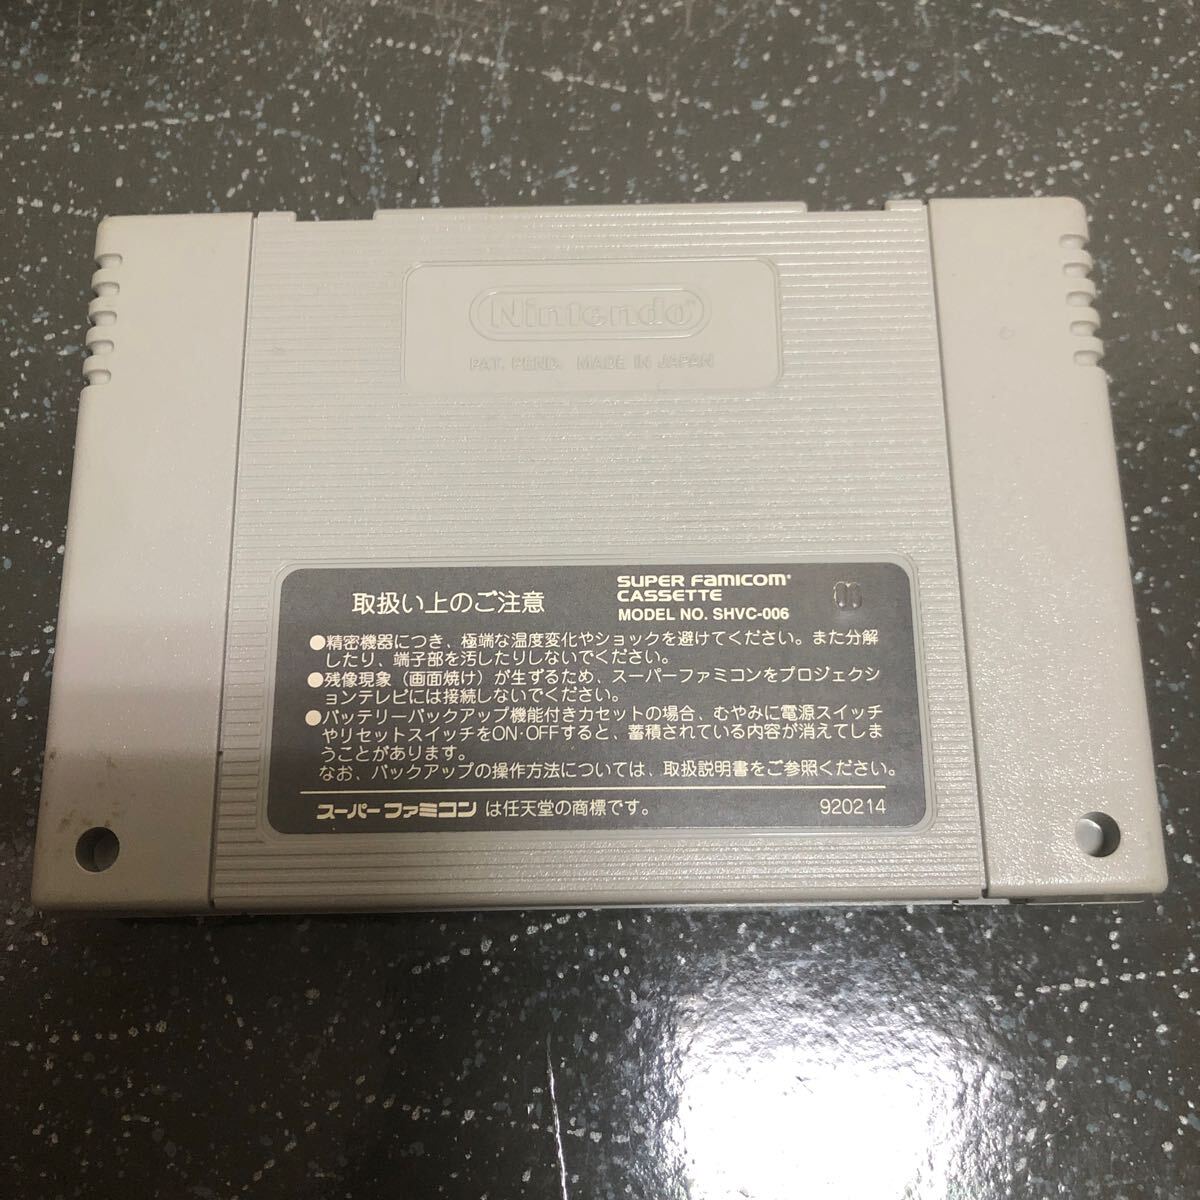 Nintendo®
PAT. PEND. MADE IN JAPAN
取扱い上のご注意
SUPER FAMICOM®
CASSETTE
MODEL NO. SHVC-006
●精密機器につき、極端な温度変化やショックを避けてください。また分解
したり、端子部を汚したりしないでください。
●残像現象（画面焼け）が生ずるため、スーパーファミコンをプロジェクシ
ョンテレビには接続しないでください。
●バッテリーバックアップ機能付きカセットの場合、むやみに電源スイッチ
やリセットスイッチをON・OFFすると、蓄積されている内容が消えてしま
うことがあります。
なお、バックアップの操作方法については、取扱説明書をご参照ください。
スーパーファミコンは任天堂の商標です。
920214